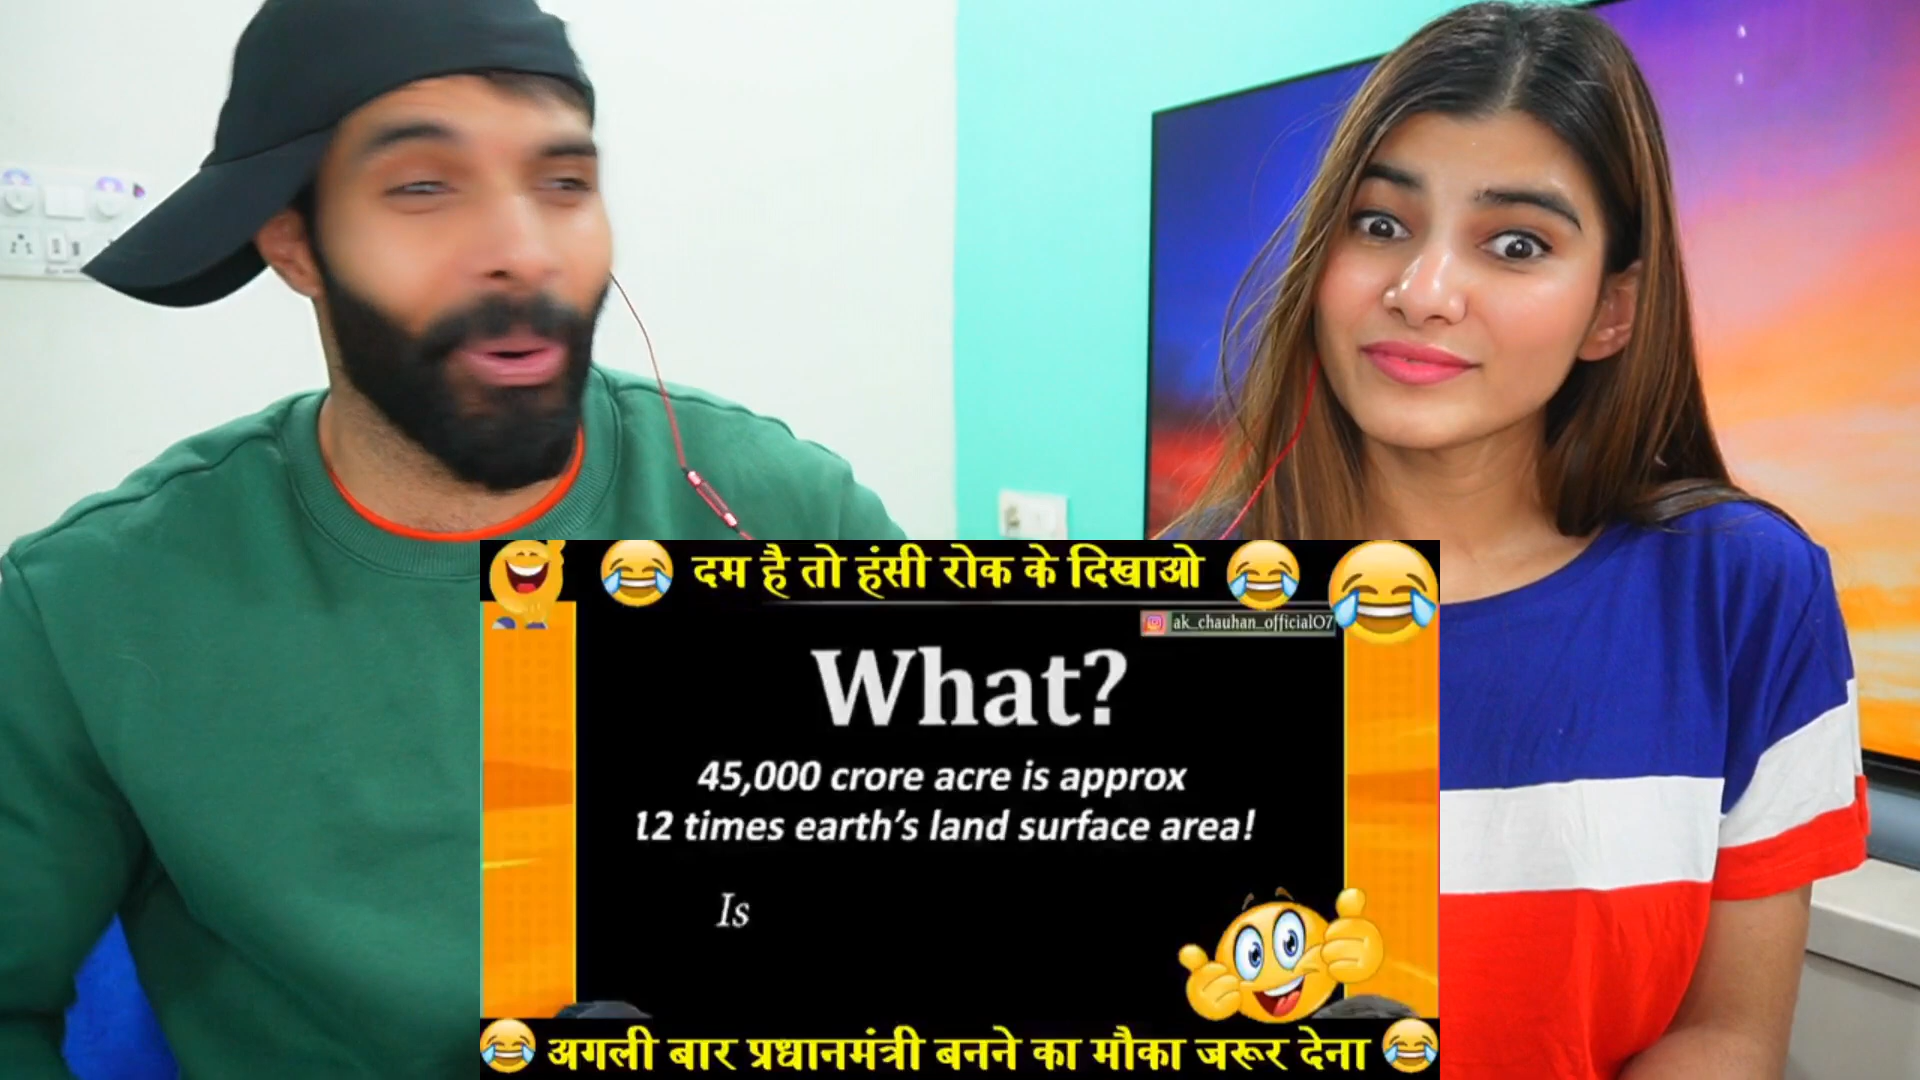 दम है तो हंसी रोक के दिखाओ
ak_chauhan_official07
What?
45,000 crore acre is approx
12 times earth's land surface area!
Is
अगली बार प्रधानमंत्री बनने का मौका जरूर देना